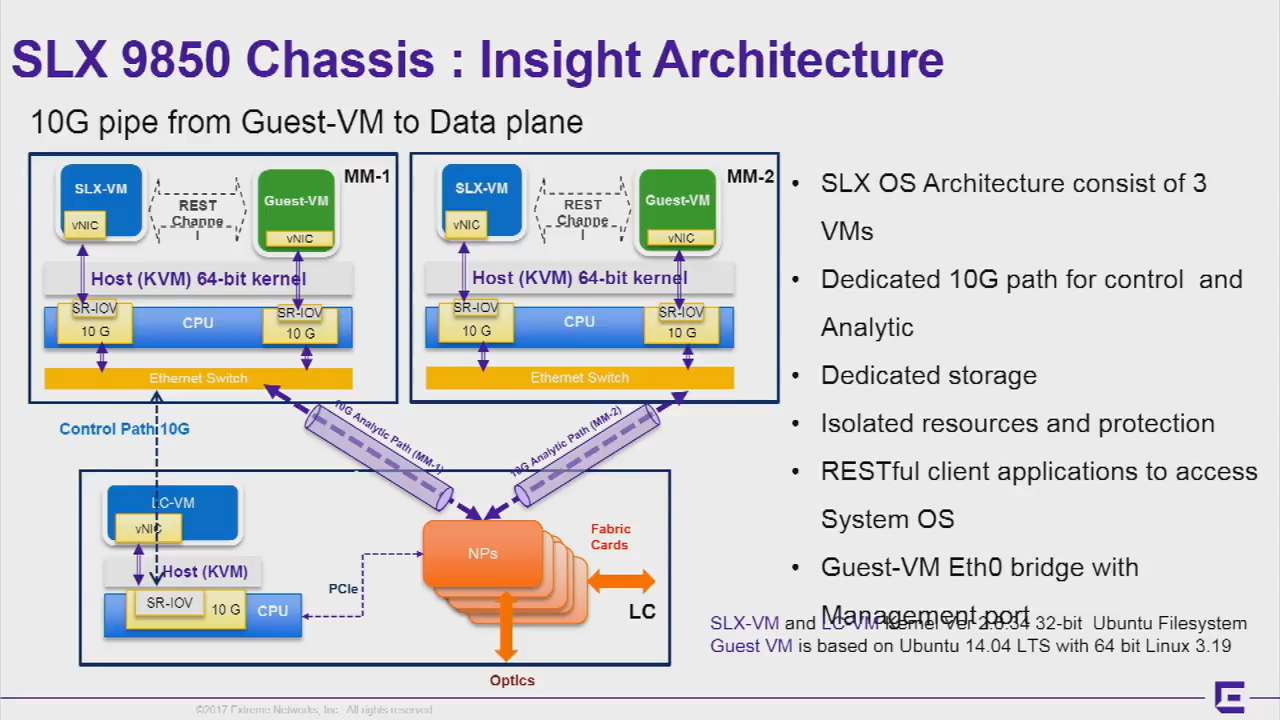 SLX 9850 Chassis : Insight Architecture
10G pipe from Guest-VM to Data plane
MM-1
SLX-VM
vNIC
REST
Channe
l
Guest-VM
vNIC
Host (KVM) 64-bit kernel
SR-IOV
10 G
CPU
SR-IOV
10 G
Ethernet Switch
MM-2
SLX-VM
vNIC
REST
Channe
l
Guest-VM
vNIC
Host (KVM) 64-bit kernel
SR-IOV
10 G
CPU
SR-IOV
10 G
Ethernet Switch
Control Path 10G
10G Analytic Path (MM-1)
10G Analytic Path (MM-2)
LC-VM
vNIC
Host (KVM)
SR-IOV
10 G
CPU
PCIe
NPs
Fabric
Cards
LC
Optics
• SLX OS Architecture consist of 3
VMs
• Dedicated 10G path for control and
Analytic
• Dedicated storage
• Isolated resources and protection
• RESTful client applications to access
System OS
• Guest-VM Eth0 bridge with
Management port
SLX-VM and LC-VM Kernel Ver 2.6.34 32-bit Ubuntu Filesystem
Guest VM is based on Ubuntu 14.04 LTS with 64 bit Linux 3.19
©2017 Extreme Networks, Inc. All rights reserved